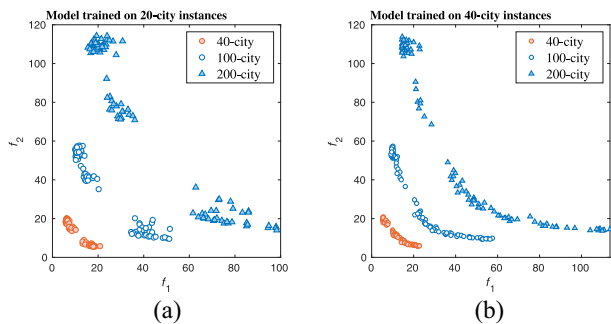 Model trained on 20-city instances
120
100
80
60
40
20
0
f2
0 20 40 60 80 100
f1
40-city
100-city
200-city
(a)
Model trained on 40-city instances
120
100
80
60
40
20
0
f2
0 20 40 60 80 100
f1
40-city
100-city
200-city
(b)